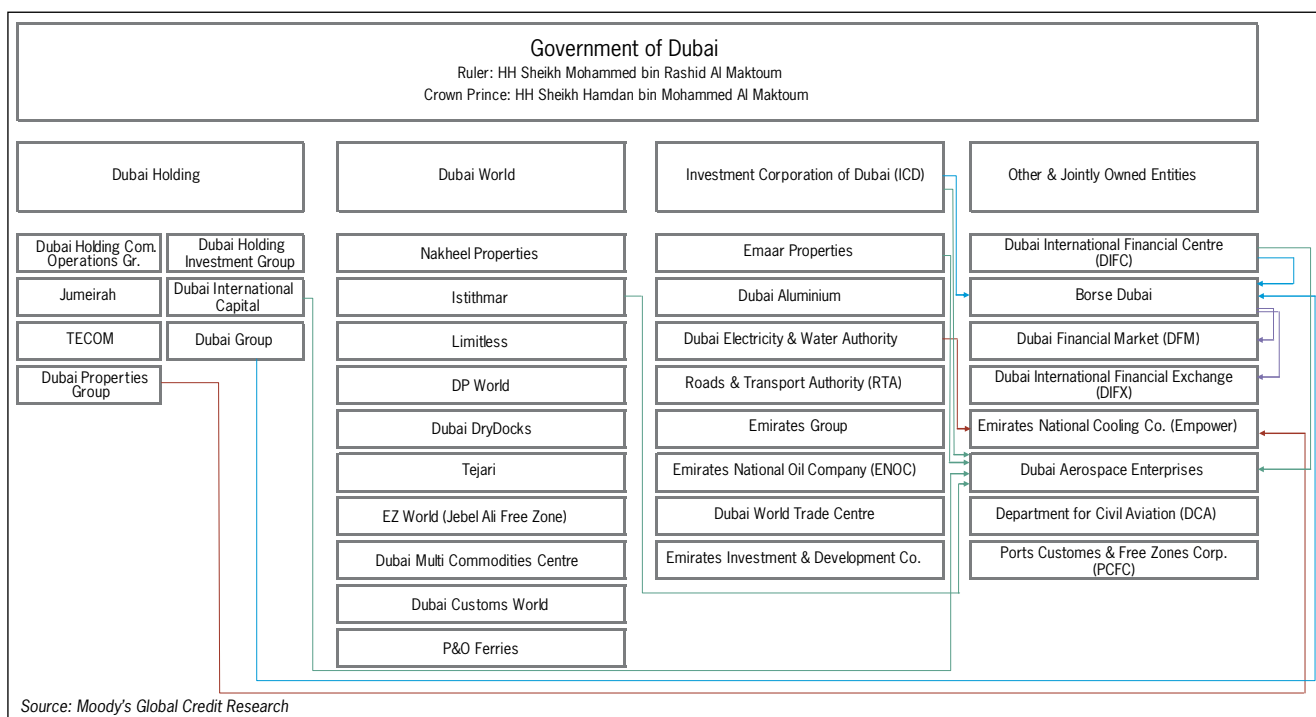 Government of Dubai
Ruler: HH Sheikh Mohammed bin Rashid Al Maktoum
Crown Prince: HH Sheikh Hamdan bin Mohammed Al Maktoum
Dubai Holding
Dubai World
Investment Corporation of Dubai (ICD)
Other & Jointly Owned Entities
Dubai Holding Com.
Operations Gr.
Dubai Holding
Investment Group
Jumeirah
Dubai International
Capital
TECOM
Dubai Group
Dubai Properties
Group
Nakheel Properties
Istithmar
Limitless
DP World
Dubai DryDocks
Tejari
EZ World (Jebel Ali Free Zone)
Dubai Multi Commodities Centre
Dubai Customs World
P&O Ferries
Emaar Properties
Dubai Aluminium
Dubai Electricity & Water Authority
Roads & Transport Authority (RTA)
Emirates Group
Emirates National Oil Company (ENOC)
Dubai World Trade Centre
Emirates Investment & Development Co.
Dubai International Financial Centre
(DIFC)
Borse Dubai
Dubai Financial Market (DFM)
Dubai International Financial Exchange
(DIFX)
Emirates National Cooling Co. (Empower)
Dubai Aerospace Enterprises
Department for Civil Aviation (DCA)
Ports Customes & Free Zones Corp.
(PCFC)
Source: Moody's Global Credit Research